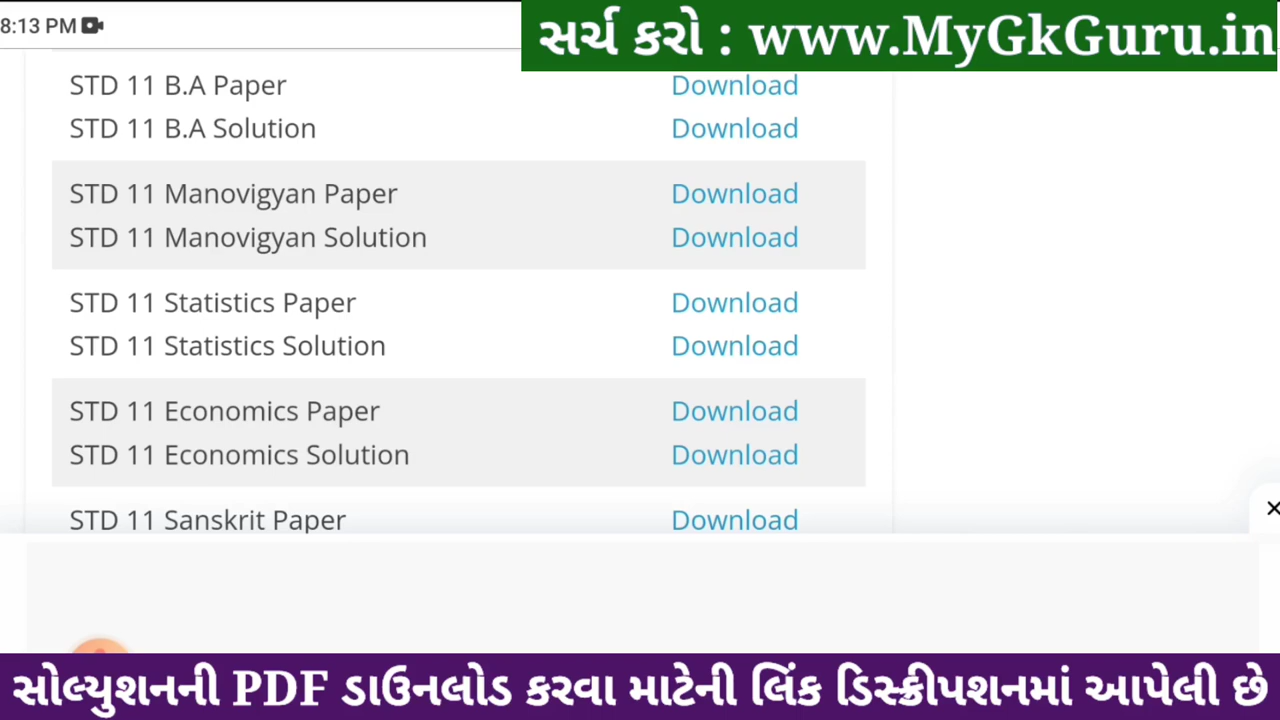 8:13 PM
સર્ચ કરો : www.MyGkGuru.in
STD 11 B.A Paper Download
STD 11 B.A Solution Download
STD 11 Manovigyan Paper Download
STD 11 Manovigyan Solution Download
STD 11 Statistics Paper Download
STD 11 Statistics Solution Download
STD 11 Economics Paper Download
STD 11 Economics Solution Download
STD 11 Sanskrit Paper Download
સોલ્યુશનની PDF ડાઉનલોડ કરવા માટેની લિંક ડિસ્ક્રીપશનમાં આપેલી છે